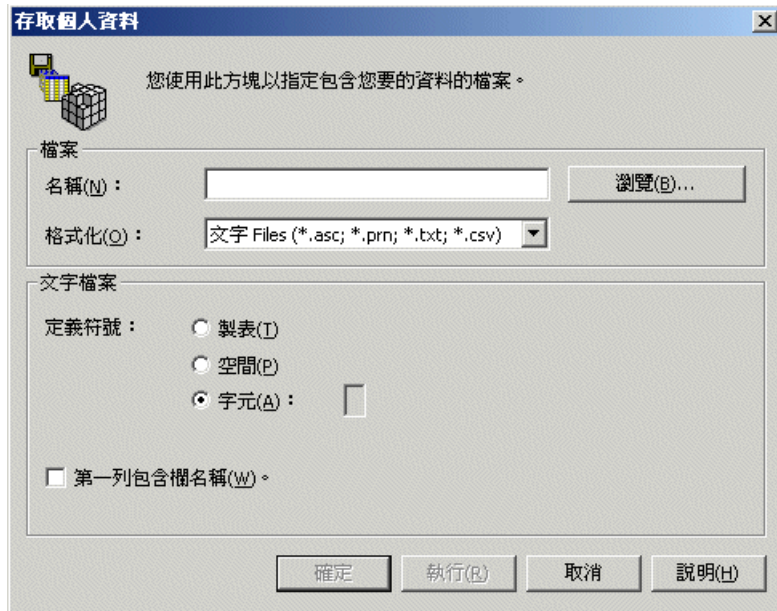 存取個人資料
您使用此方塊以指定包含您要的資料的檔案。
檔案
名稱(N)： 瀏覽(B)...
格式化(O)： 文字 Files (*.asc; *.prn; *.txt; *.csv)
文字檔案
定義符號： 製表(T)
空間(P)
字元(A)：
第一列包含欄名稱(W)。
確定 執行(R) 取消 說明(H)